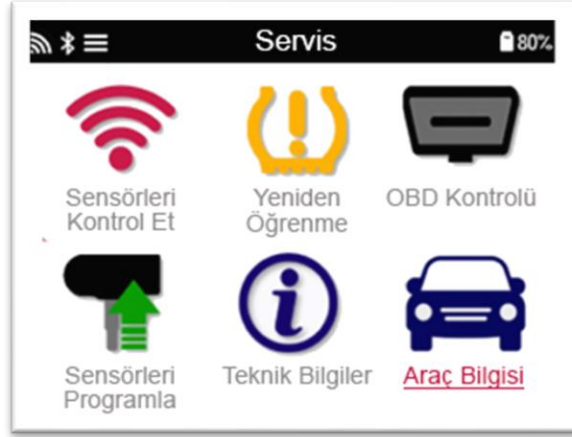 Servis
80%
Sensörleri
Kontrol Et
Yeniden
Öğrenme
OBD Kontrolü
Sensörleri
Programla
Teknik Bilgiler
Araç Bilgisi